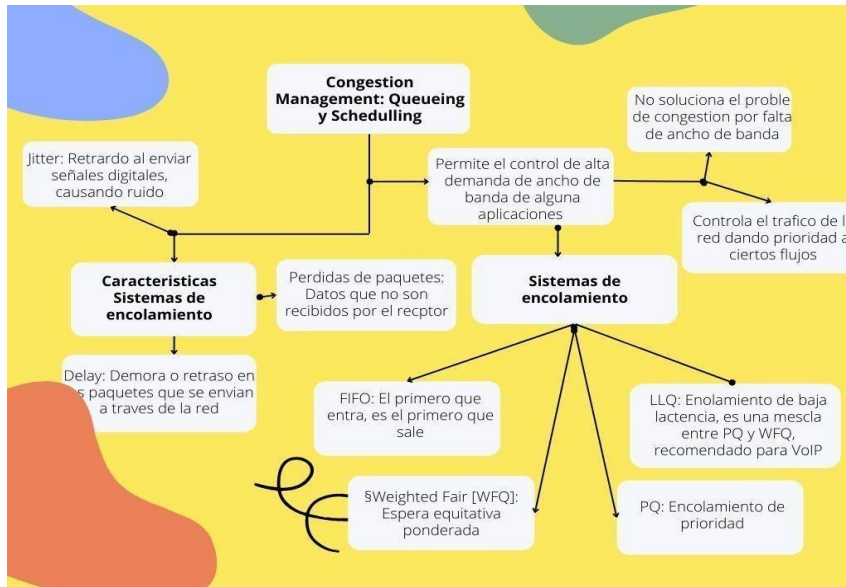 Congestion
Management: Queueing
y Schedulling
No soluciona el proble
de congestion por falta
de ancho de banda
Jitter: Retrardo al enviar
señales digitales,
causando ruido
Permite el control de alta
demanda de ancho de
banda de alguna
aplicaciones
Controla el trafico de l
red dando prioridad a
ciertos flujos
Caracteristicas
Sistemas de
encolamiento
Perdidas de paquetes:
Datos que no son
recibidos por el recptor
Sistemas de
encolamiento
Delay: Demora o retraso en
s paquetes que se envian
a traves de la red
FIFO: El primero que
entra, es el primero que
sale
LLQ: Enolamiento de baja
lactencia, es una mescla
entre PQ y WFQ,
recomendado para VoIP
§Weighted Fair [WFQ]:
Espera equitativa
ponderada
PQ: Encolamiento de
prioridad